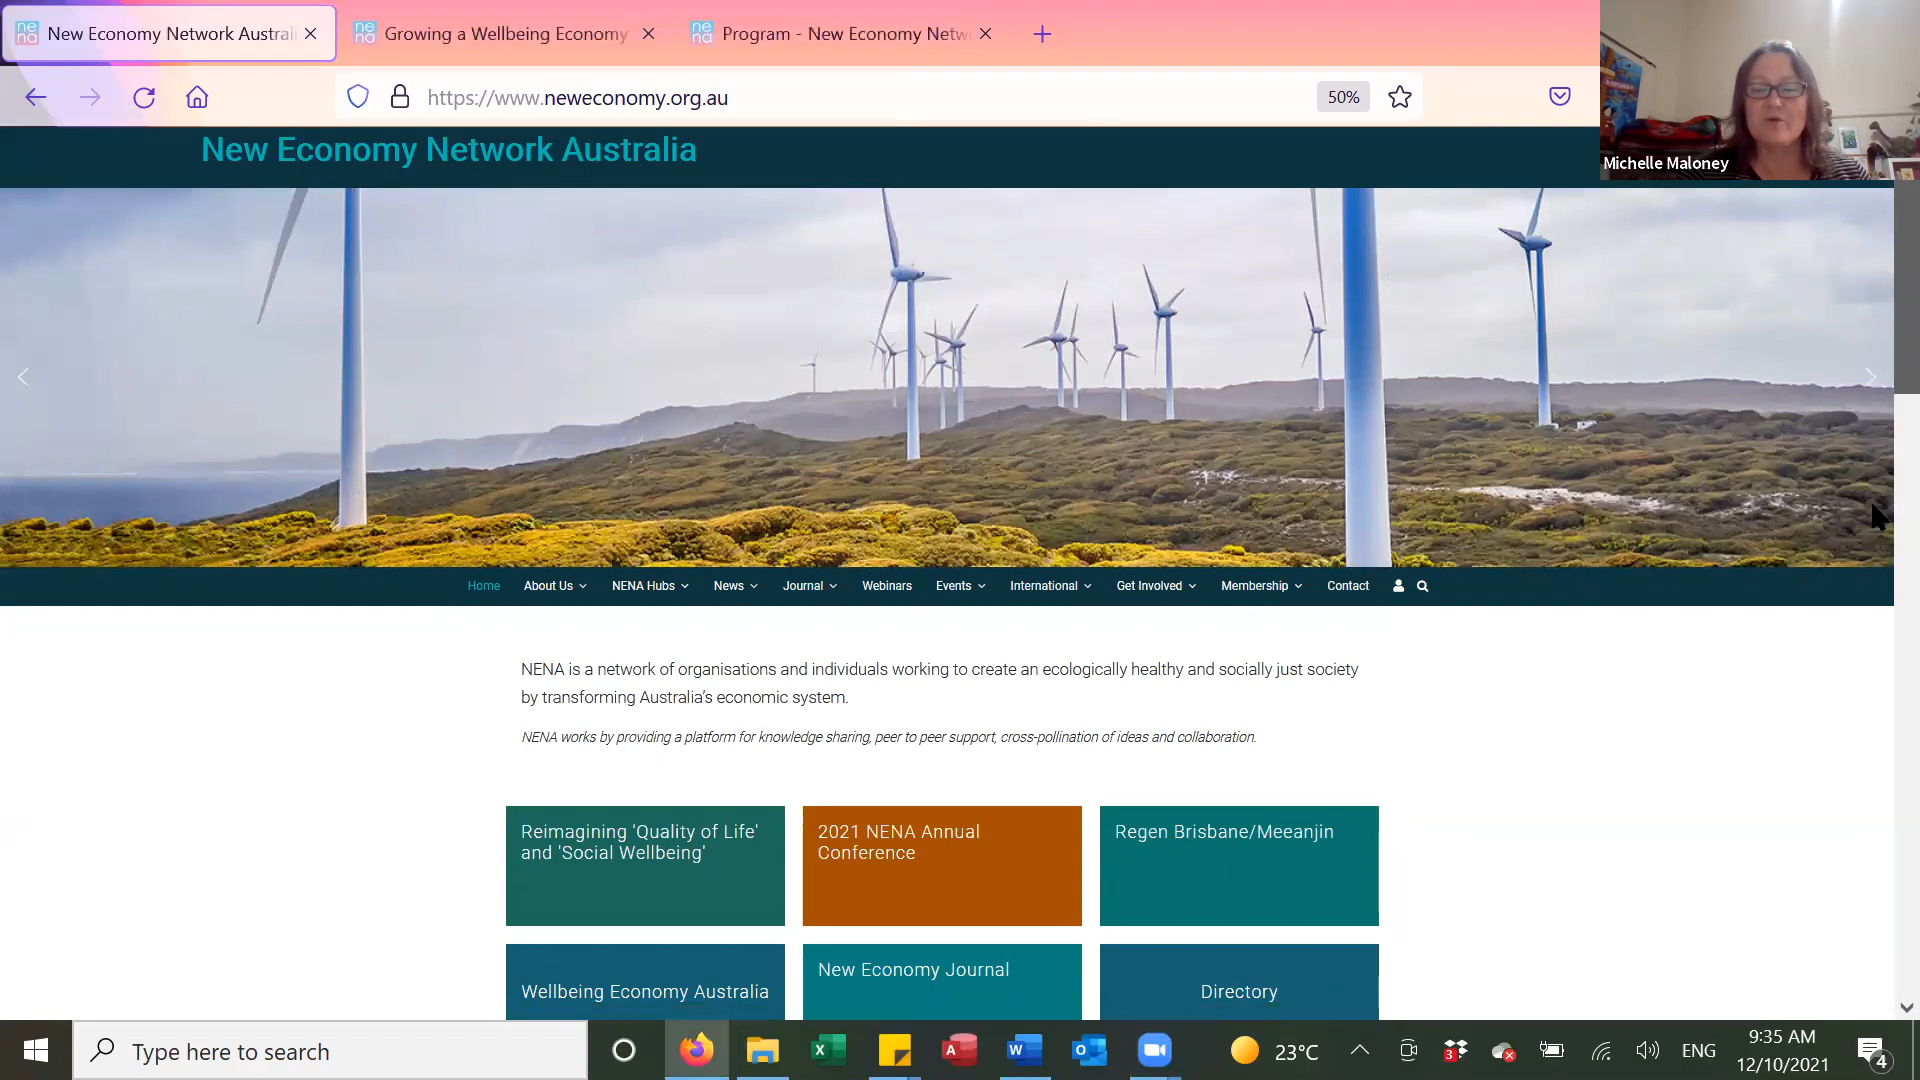 New Economy Network Austral
Growing a Wellbeing Economy
Program - New Economy Netw
https://www.neweconomy.org.au
50%
Michelle Maloney
New Economy Network Australia
Home
About Us
NENA Hubs
News
Journal
Webinars
Events
International
Get Involved
Membership
Contact
NENA is a network of organisations and individuals working to create an ecologically healthy and socially just society
by transforming Australia’s economic system.
NENA works by providing a platform for knowledge sharing, peer to peer support, cross-pollination of ideas and collaboration.
Reimagining 'Quality of Life'
and 'Social Wellbeing'
2021 NENA Annual
Conference
Regen Brisbane/Meeanjin
Wellbeing Economy Australia
New Economy Journal
Directory
Type here to search
23°C
3
ENG
9:35 AM
12/10/2021
4